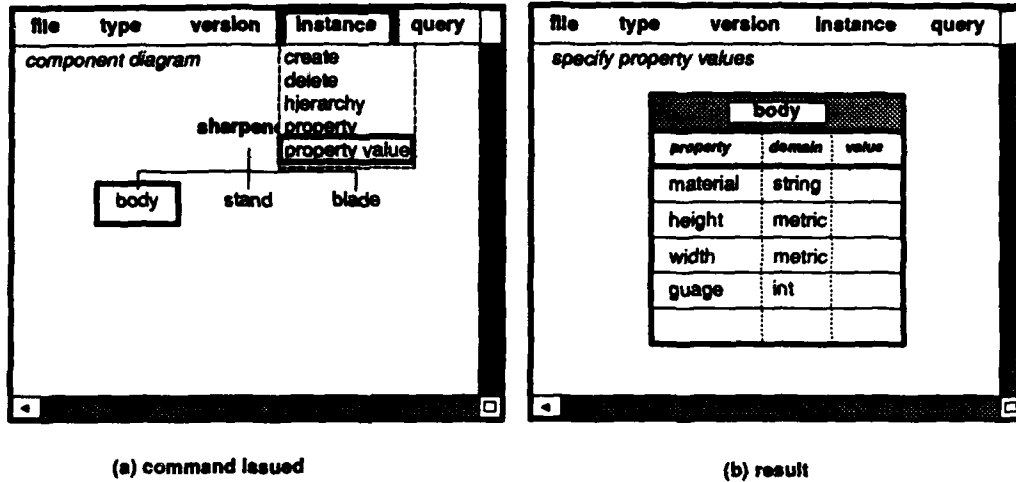 file type version instance query
component diagram
create
delete
hierarchy
sharpen property
property value
body stand blade
(a) command issued
file type version instance query
specify property values
body
property domain value
material string
height metric
width metric
guage int
(b) result